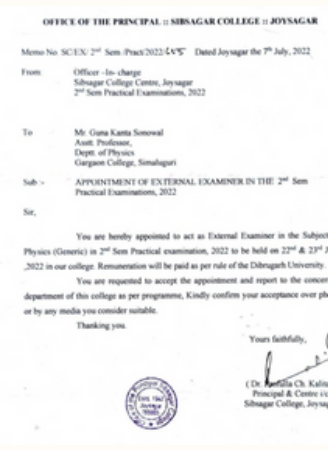 OFFICE OF THE PRINCIPAL :: SIBSAGAR COLLEGE :: JOYSAGAR
Memo No. SC/EX/ 2nd Sem /Pract/2022/ Dated Joysagar the 7th July, 2022
From Officer -In- charge
Sibsagar College Centre, Joysagar
2nd Sem Practical Examinations, 2022
To Mr. Guna Kanta Sonowal
Asstt. Professor,
Deptt. of Physics
Gargaon College, Simaluguri
Sub :- APPOINTMENT OF EXTERNAL EXAMINER IN THE 2nd Sem
Practical Examinations, 2022
Sir,
You are hereby appointed to act as External Examiner in the Subject
Physics (Generic) in 2nd Sem Practical examination, 2022 to be held on 22nd & 23rd J
,2022 in our college. Remuneration will be paid as per rule of the Dibrugarh University.
You are requested to accept the appointment and report to the concer
department of this college as per programme, Kindly confirm your acceptance over ph
or by any media you consider suitable.
Thanking you.
Yours faithfully,
( Dr. Ch. Kalita
Principal & Centre i/c
Sibsagar College, Joysa